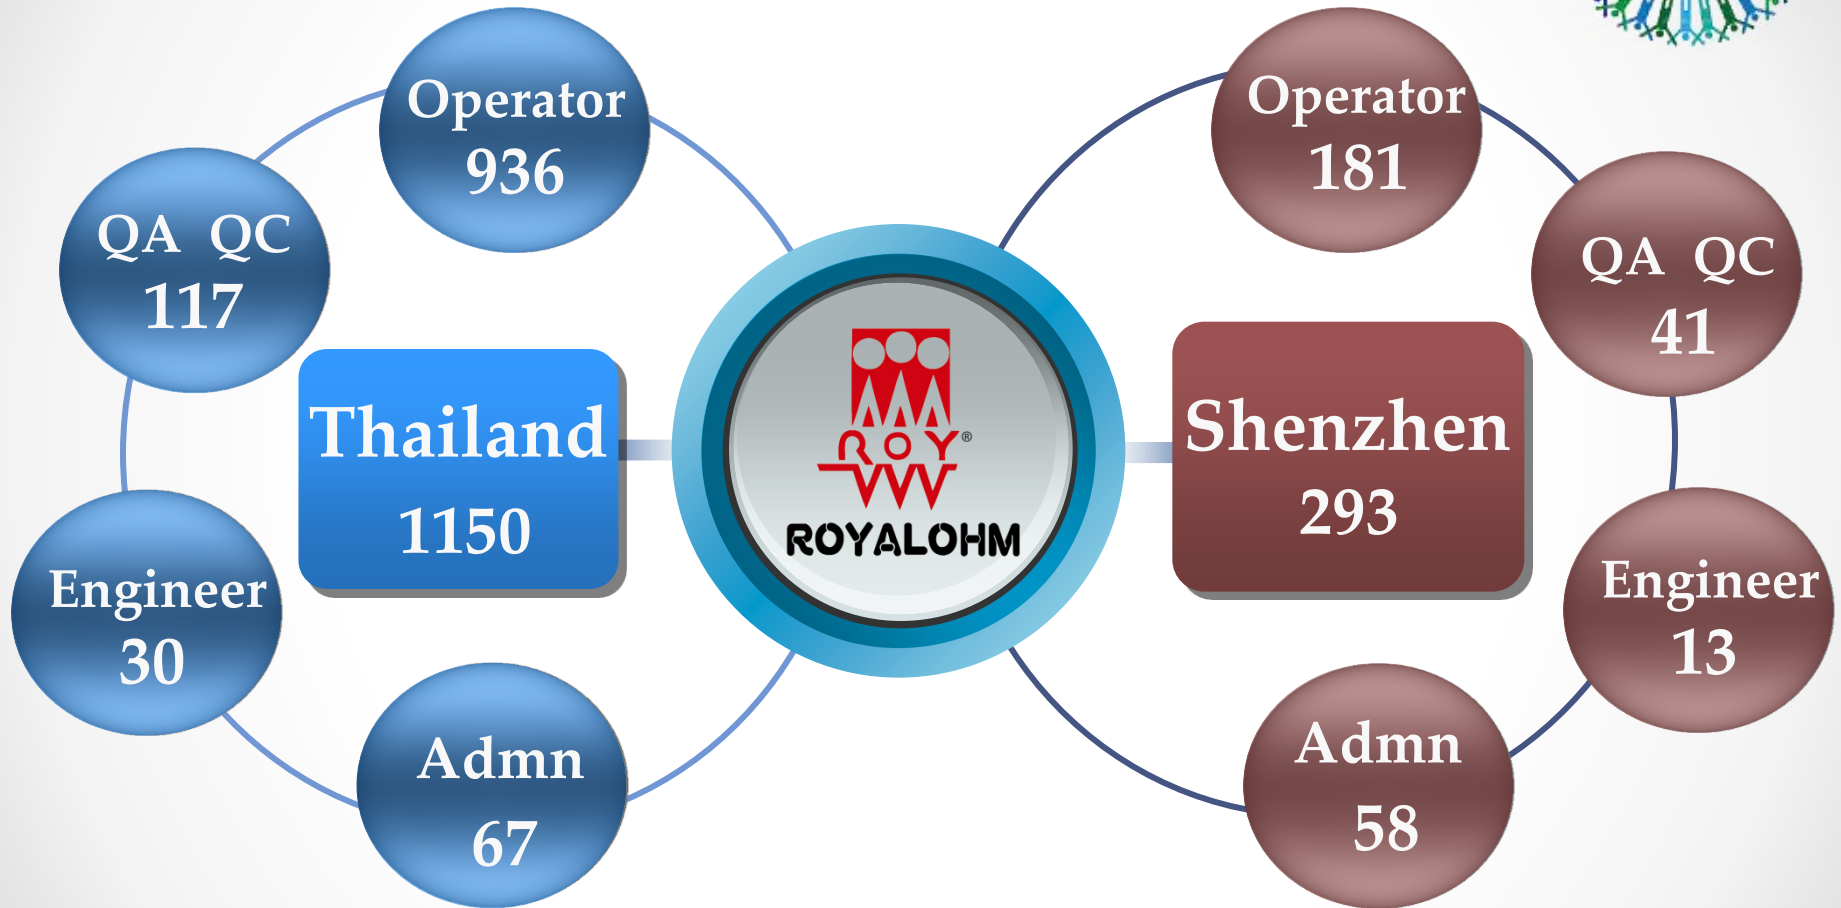 Operator
936
QA QC
117
Thailand
1150
Engineer
30
Admn
67
ROY®
ROYALOHM
Operator
181
QA QC
41
Shenzhen
293
Engineer
13
Admn
58